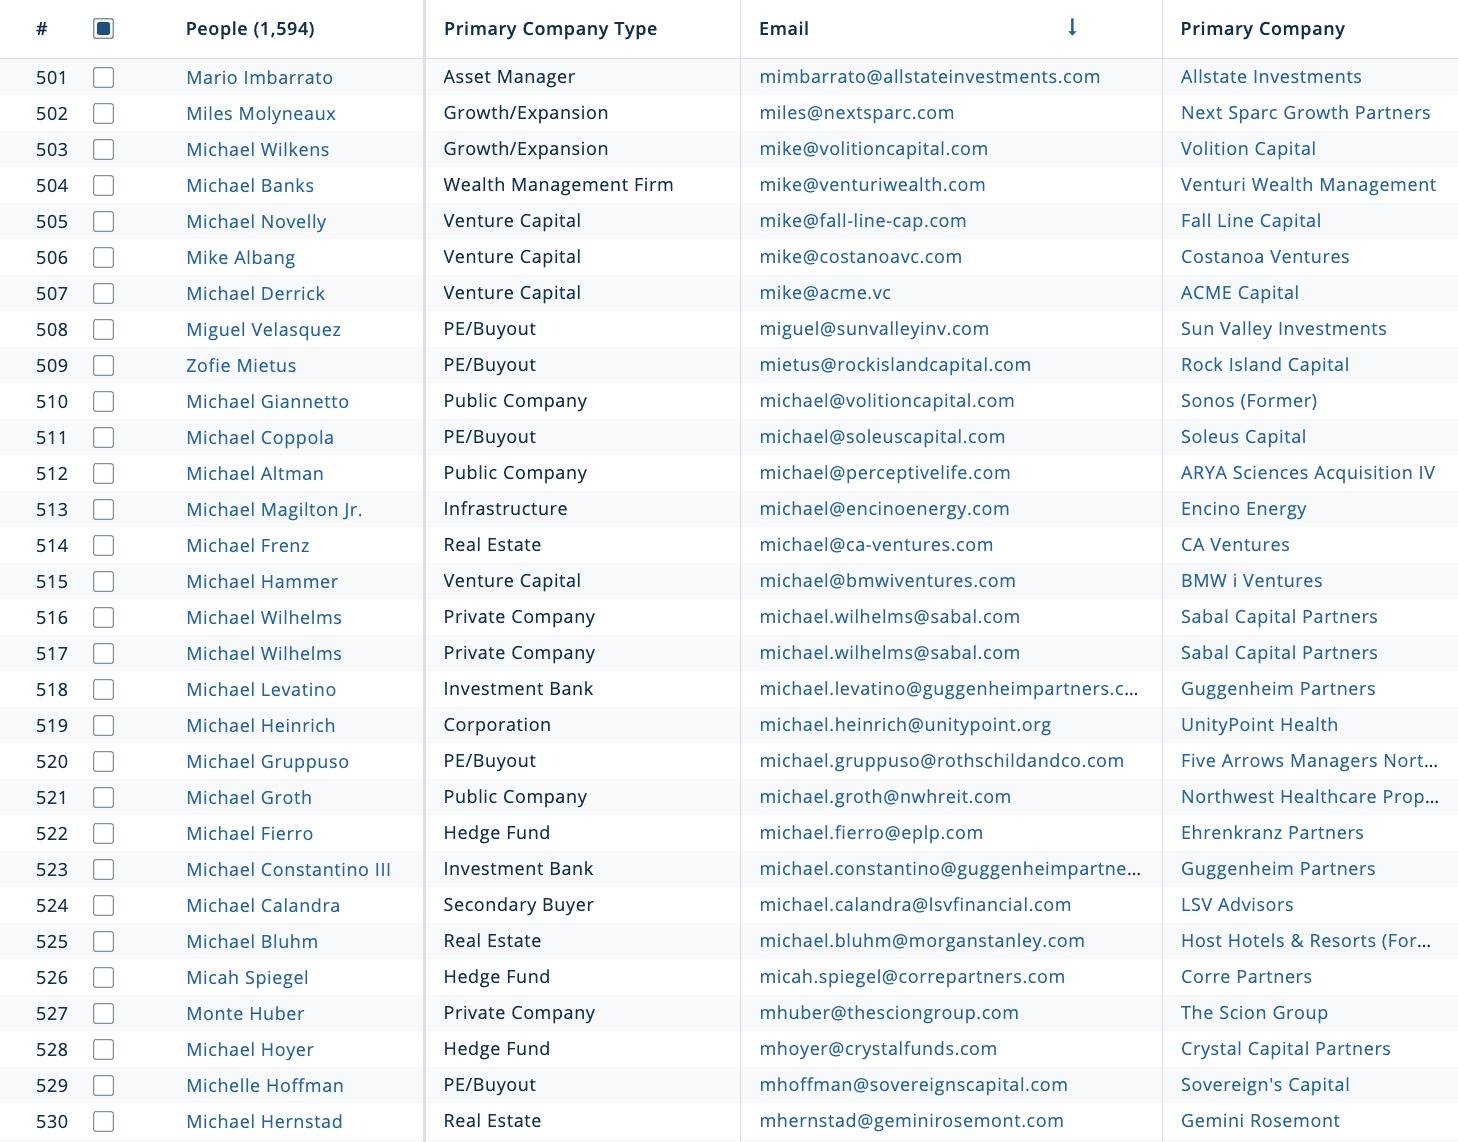 # People (1,594) Primary Company Type Email ↓ Primary Company
501 Mario Imbarrato Asset Manager mimbarrato@allstateinvestments.com Allstate Investments
502 Miles Molyneaux Growth/Expansion miles@nextsparc.com Next Sparc Growth Partners
503 Michael Wilkens Growth/Expansion mike@volitioncapital.com Volition Capital
504 Michael Banks Wealth Management Firm mike@venturiwealth.com Venturi Wealth Management
505 Michael Novelly Venture Capital mike@fall-line-cap.com Fall Line Capital
506 Mike Albang Venture Capital mike@costanoavc.com Costanoa Ventures
507 Michael Derrick Venture Capital mike@acme.vc ACME Capital
508 Miguel Velasquez PE/Buyout miguel@sunvalleyinv.com Sun Valley Investments
509 Zofie Mietus PE/Buyout mietus@rockislandcapital.com Rock Island Capital
510 Michael Giannetto Public Company michael@volitioncapital.com Sonos (Former)
511 Michael Coppola PE/Buyout michael@soleuscapital.com Soleus Capital
512 Michael Altman Public Company michael@perceptivelife.com ARYA Sciences Acquisition IV
513 Michael Magilton Jr. Infrastructure michael@encinoenergy.com Encino Energy
514 Michael Frenz Real Estate michael@ca-ventures.com CA Ventures
515 Michael Hammer Venture Capital michael@bmwiventures.com BMW i Ventures
516 Michael Wilhelms Private Company michael.wilhelms@sabal.com Sabal Capital Partners
517 Michael Wilhelms Private Company michael.wilhelms@sabal.com Sabal Capital Partners
518 Michael Levatino Investment Bank michael.levatino@guggenheimpartners.c... Guggenheim Partners
519 Michael Heinrich Corporation michael.heinrich@unitypoint.org UnityPoint Health
520 Michael Gruppuso PE/Buyout michael.gruppuso@rothschildandco.com Five Arrows Managers Nort...
521 Michael Groth Public Company michael.groth@nwhreit.com Northwest Healthcare Prop...
522 Michael Fierro Hedge Fund michael.fierro@eplp.com Ehrenkranz Partners
523 Michael Constantino III Investment Bank michael.constantino@guggenheimpartne... Guggenheim Partners
524 Michael Calandra Secondary Buyer michael.calandra@lsvfinancial.com LSV Advisors
525 Michael Bluhm Real Estate michael.bluhm@morganstanley.com Host Hotels & Resorts (For...
526 Micah Spiegel Hedge Fund micah.spiegel@correpartners.com Corre Partners
527 Monte Huber Private Company mhuber@thesciongroup.com The Scion Group
528 Michael Hoyer Hedge Fund mhoyer@crystalfunds.com Crystal Capital Partners
529 Michelle Hoffman PE/Buyout mhoffman@sovereignscapital.com Sovereign's Capital
530 Michael Hernstad Real Estate mhernstad@geminirosemont.com Gemini Rosemont